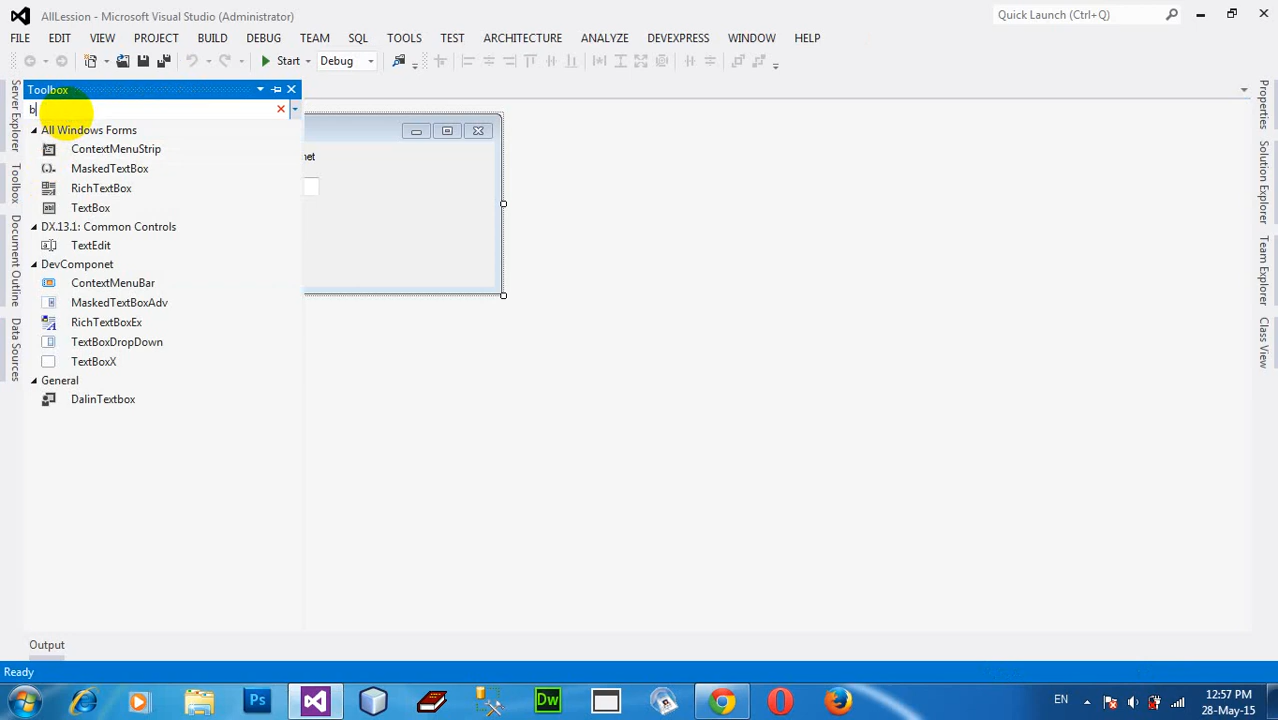 AllLession - Microsoft Visual Studio (Administrator)
Quick Launch (Ctrl+Q)
FILE EDIT VIEW PROJECT BUILD DEBUG TEAM SQL TOOLS TEST ARCHITECTURE ANALYZE DEVEXPRESS WINDOW HELP
Start Debug
Toolbox
b
All Windows Forms
ContextMenuStrip
MaskedTextBox
RichTextBox
TextBox
DX.13.1: Common Controls
TextEdit
DevComponet
ContextMenuBar
MaskedTextBoxAdv
RichTextBoxEx
TextBoxDropDown
TextBoxX
General
DalinTextbox
Server Explorer
Toolbox
Document Outline
Data Sources
net
Properties
Solution Explorer
Team Explorer
Class View
Output
Ready
Ps
Dw
EN
12:57 PM
28-May-15